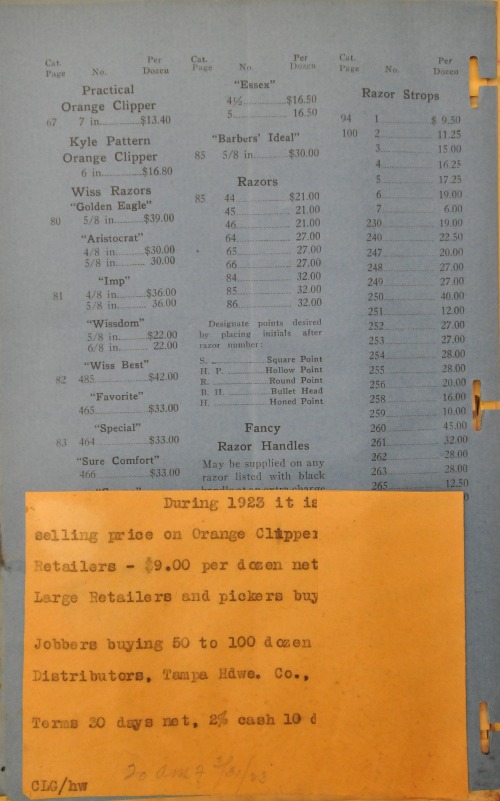 Cat. Page No. Per Dozen
Practical
Orange Clipper
67 7 in. $13.40
Kyle Pattern
Orange Clipper
6 in. $16.80
Wiss Razors
"Golden Eagle"
80 5/8 in. $39.00
"Aristocrat"
4/8 in. $30.00
5/8 in. 30.00
"Imp"
81 4/8 in. $36.00
5/8 in. 36.00
"Wissdom"
5/8 in. $22.00
6/8 in. 22.00
"Wiss Best"
82 485 $42.00
"Favorite"
465 $33.00
"Special"
83 464 $33.00
"Sure Comfort"
466 $33.00
Cat. Page No. Per Dozen
"Essex"
4½ $16.50
5 16.50
"Barbers' Ideal"
85 5/8 in. $30.00
Razors
85 44 $21.00
45 21.00
46 21.00
64 27.00
65 27.00
66 27.00
84 32.00
85 32.00
86 32.00
Designate points desired
by placing initials after
razor number:
S. Square Point
H. P. Hollow Point
R. Round Point
B. H. Bullet Head
H. Honed Point
Fancy
Razor Handles
May be supplied on any
razor listed with black
Cat. Page No. Per Dozen
Razor Strops
94 1 $ 9.50
100 2 11.25
3 15.00
4 16.25
5 17.25
6 19.00
7 6.00
230 19.00
240 22.50
247 20.00
248 27.00
249 27.00
250 40.00
251 12.00
252 27.00
253 27.00
254 28.00
255 28.00
256 20.00
258 16.00
259 10.00
260 45.00
261 32.00
262 28.00
263 28.00
265 12.50
During 1923 it is
selling price on Orange Clipper
Retailers - $9.00 per dozen net
Large Retailers and pickers buy
Jobbers buying 50 to 100 dozen
Distributors, Tampa Hdwe. Co.,
Terms 30 days net, 2% cash 10 d
CLG/hw